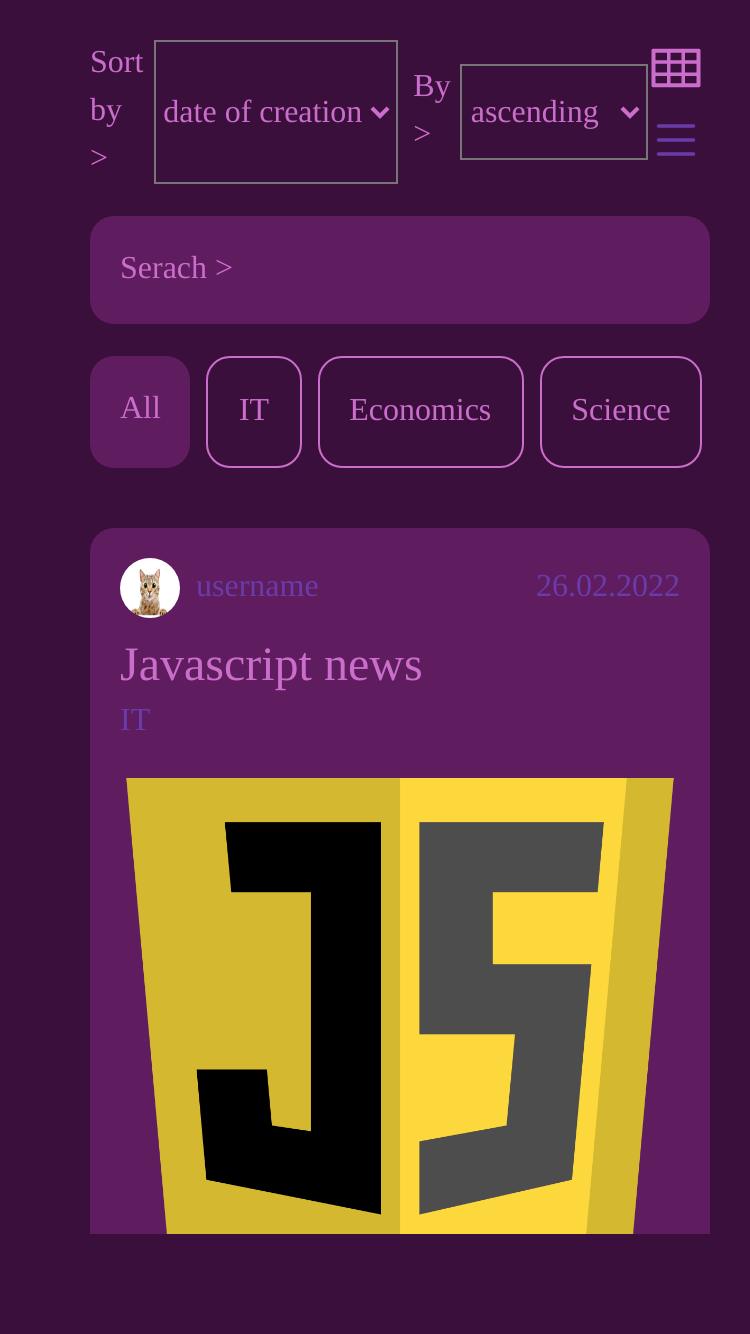 Sort by > date of creation By > ascending
Serach >
All IT Economics Science
username 26.02.2022
Javascript news
IT
JS